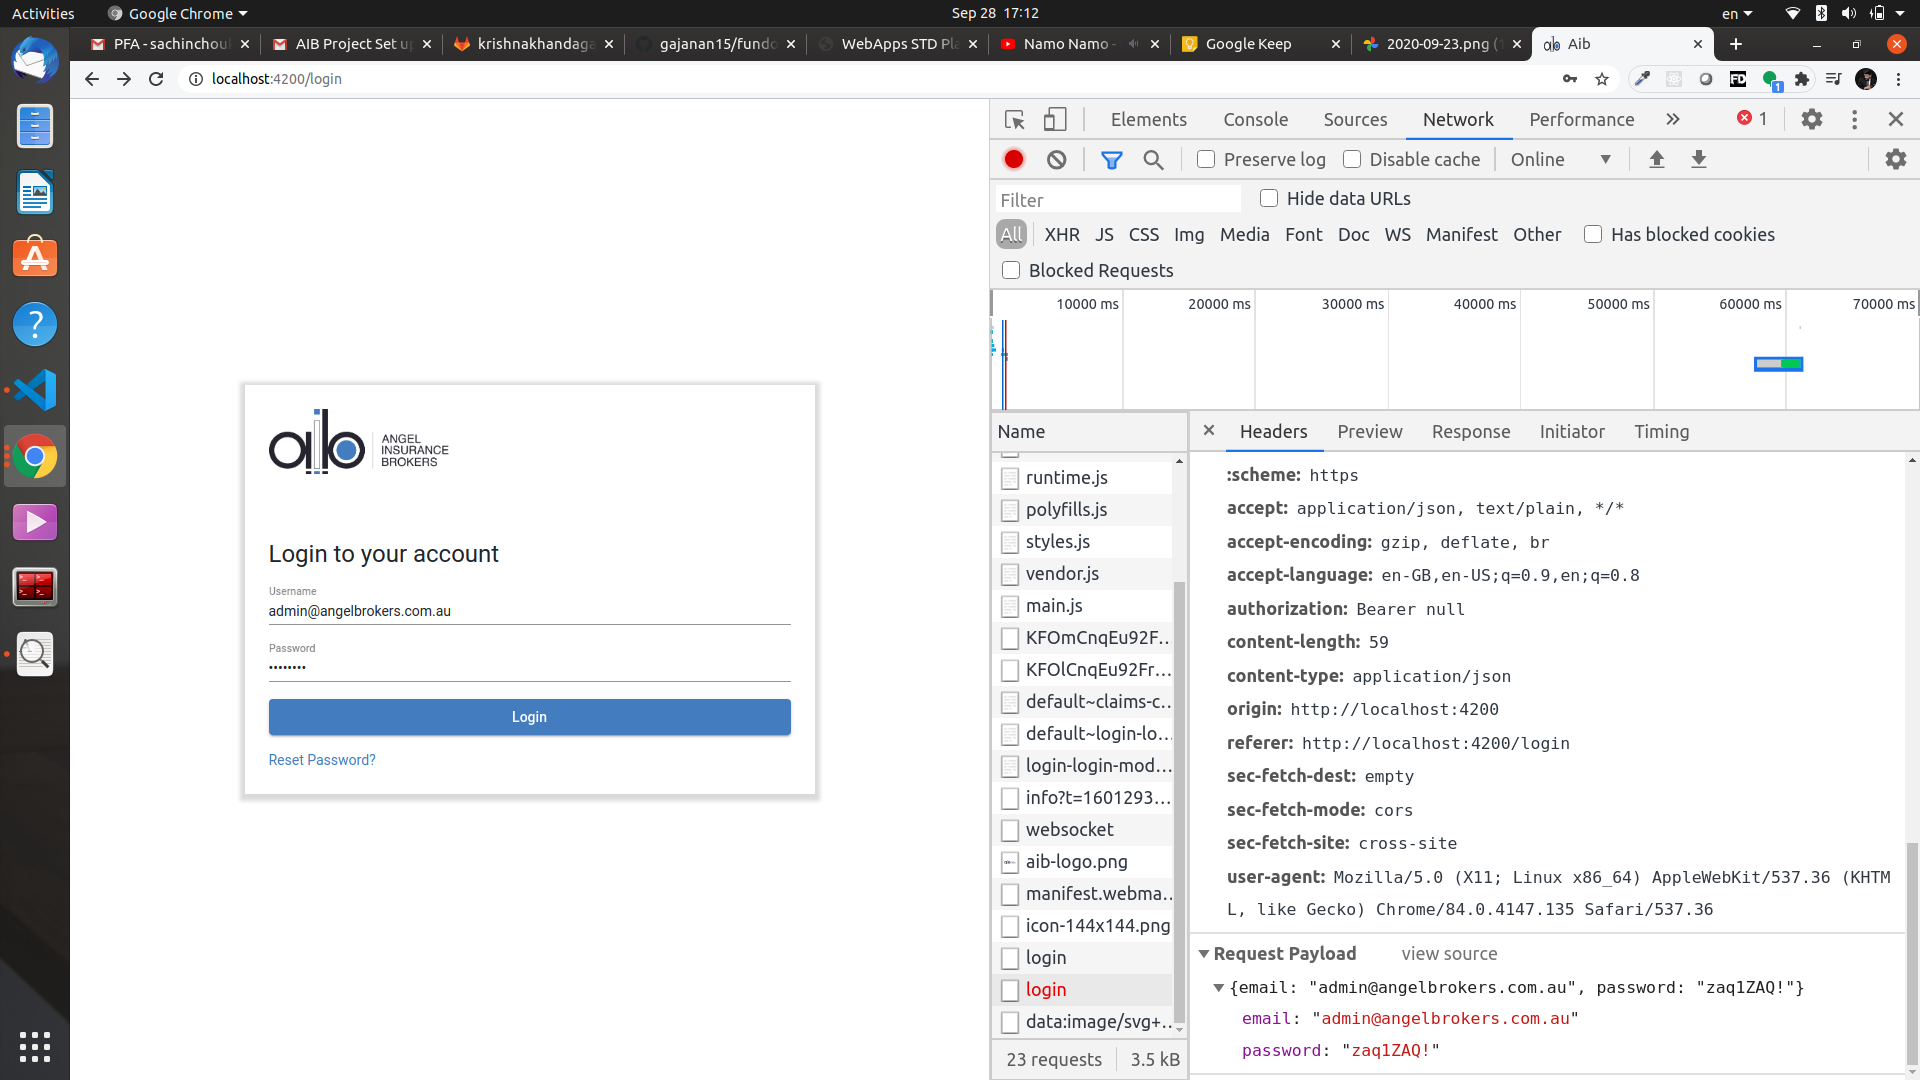 Activities
Google Chrome
Sep 28 17:12
en
PFA - sachinchou
AIB Project Set u
krishnakhandaga
gajanan15/fundo
WebApps STD Pl
Namo Namo -
Google Keep
2020-09-23.png (
Aib
localhost:4200/login
FD
1
Elements
Console
Sources
Network
Performance
1
Preserve log
Disable cache
Online
Filter
Hide data URLs
All
XHR
JS
CSS
Img
Media
Font
Doc
WS
Manifest
Other
Has blocked cookies
Blocked Requests
10000 ms
20000 ms
30000 ms
40000 ms
50000 ms
60000 ms
70000 ms
aib
ANGEL
INSURANCE
BROKERS
Login to your account
Username
admin@angelbrokers.com.au
Password
••••••••
Login
Reset Password?
Name
runtime.js
polyfills.js
styles.js
vendor.js
main.js
KFOmCnqEu92F…
KFOlCnqEu92Fr…
default~claims-c…
default~login-lo…
login-login-mod…
info?t=1601293…
websocket
aib-logo.png
manifest.webma…
icon-144x144.png
login
login
data:image/svg+…
23 requests
3.5 kB
Headers
Preview
Response
Initiator
Timing
:scheme: https
accept: application/json, text/plain, */*
accept-encoding: gzip, deflate, br
accept-language: en-GB,en-US;q=0.9,en;q=0.8
authorization: Bearer null
content-length: 59
content-type: application/json
origin: http://localhost:4200
referer: http://localhost:4200/login
sec-fetch-dest: empty
sec-fetch-mode: cors
sec-fetch-site: cross-site
user-agent: Mozilla/5.0 (X11; Linux x86_64) AppleWebKit/537.36 (KHTM
L, like Gecko) Chrome/84.0.4147.135 Safari/537.36
Request Payload
view source
{email: "admin@angelbrokers.com.au", password: "zaq1ZAQ!"}
email: "admin@angelbrokers.com.au"
password: "zaq1ZAQ!"